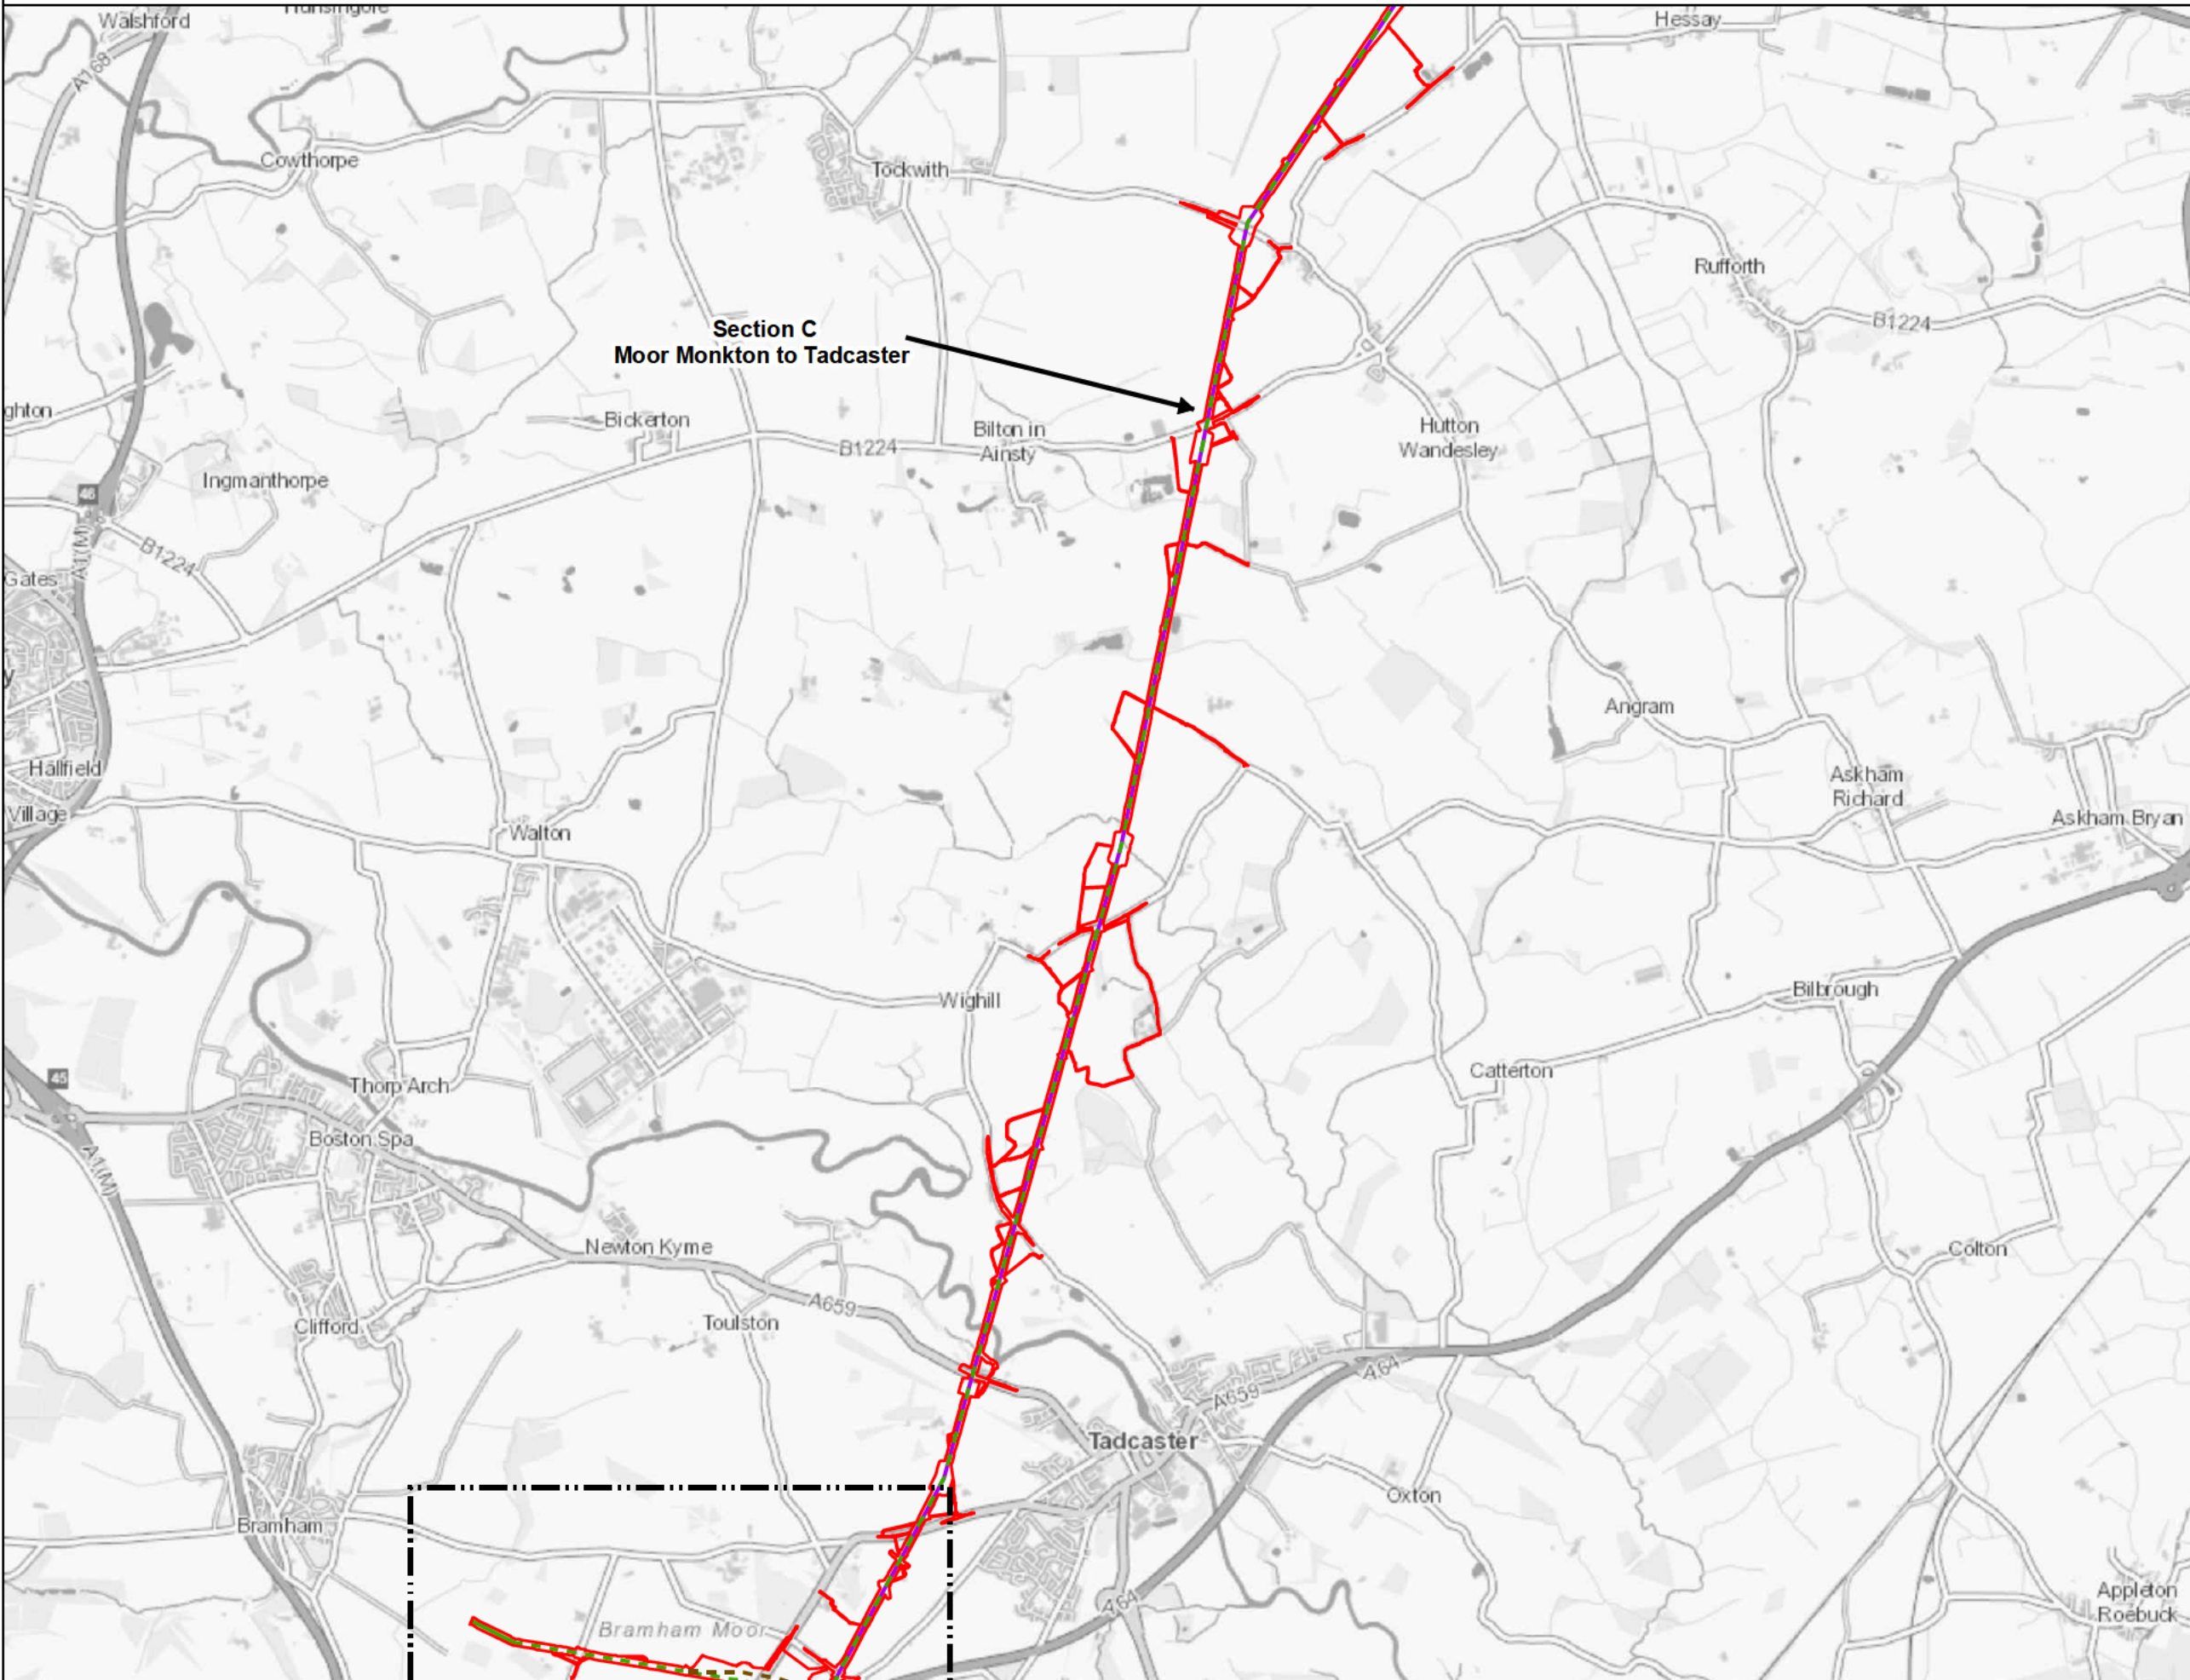 Walshford
Hessay
A168
Cowthorpe
Tockwith
Rufforth
Section C
Moor Monkton to Tadcaster
B1224
ghton
Bickerton
B1224
Bilton in
Ainsty
Hutton
Wandesley
Ingmanthorpe
46
A1(M)
B1224
Gates
y
Angram
Hallfield
Village
Walton
Askham
Richard
Askham Bryan
Wighill
Bilbrough
45
Thorp Arch
Catterton
Boston Spa
A1(M)
Newton Kyme
Colton
A659
Toulston
Clifford
A64
A659
Tadcaster
Oxton
Bramham
Bramham Moor
A64
Appleton
Roebuck